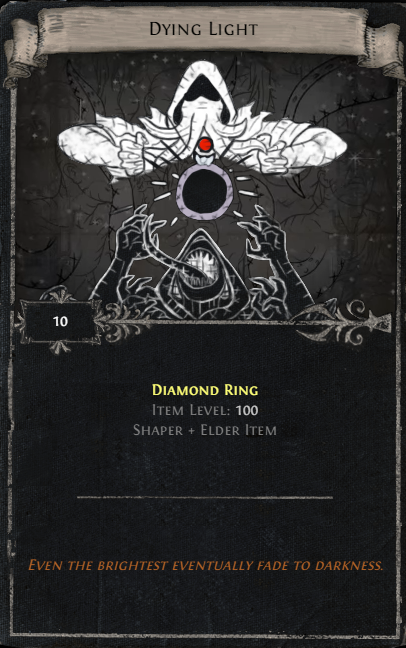 Dying Light
10
Diamond Ring
Item Level: 100
Shaper + Elder Item
Even the brightest eventually fade to darkness.